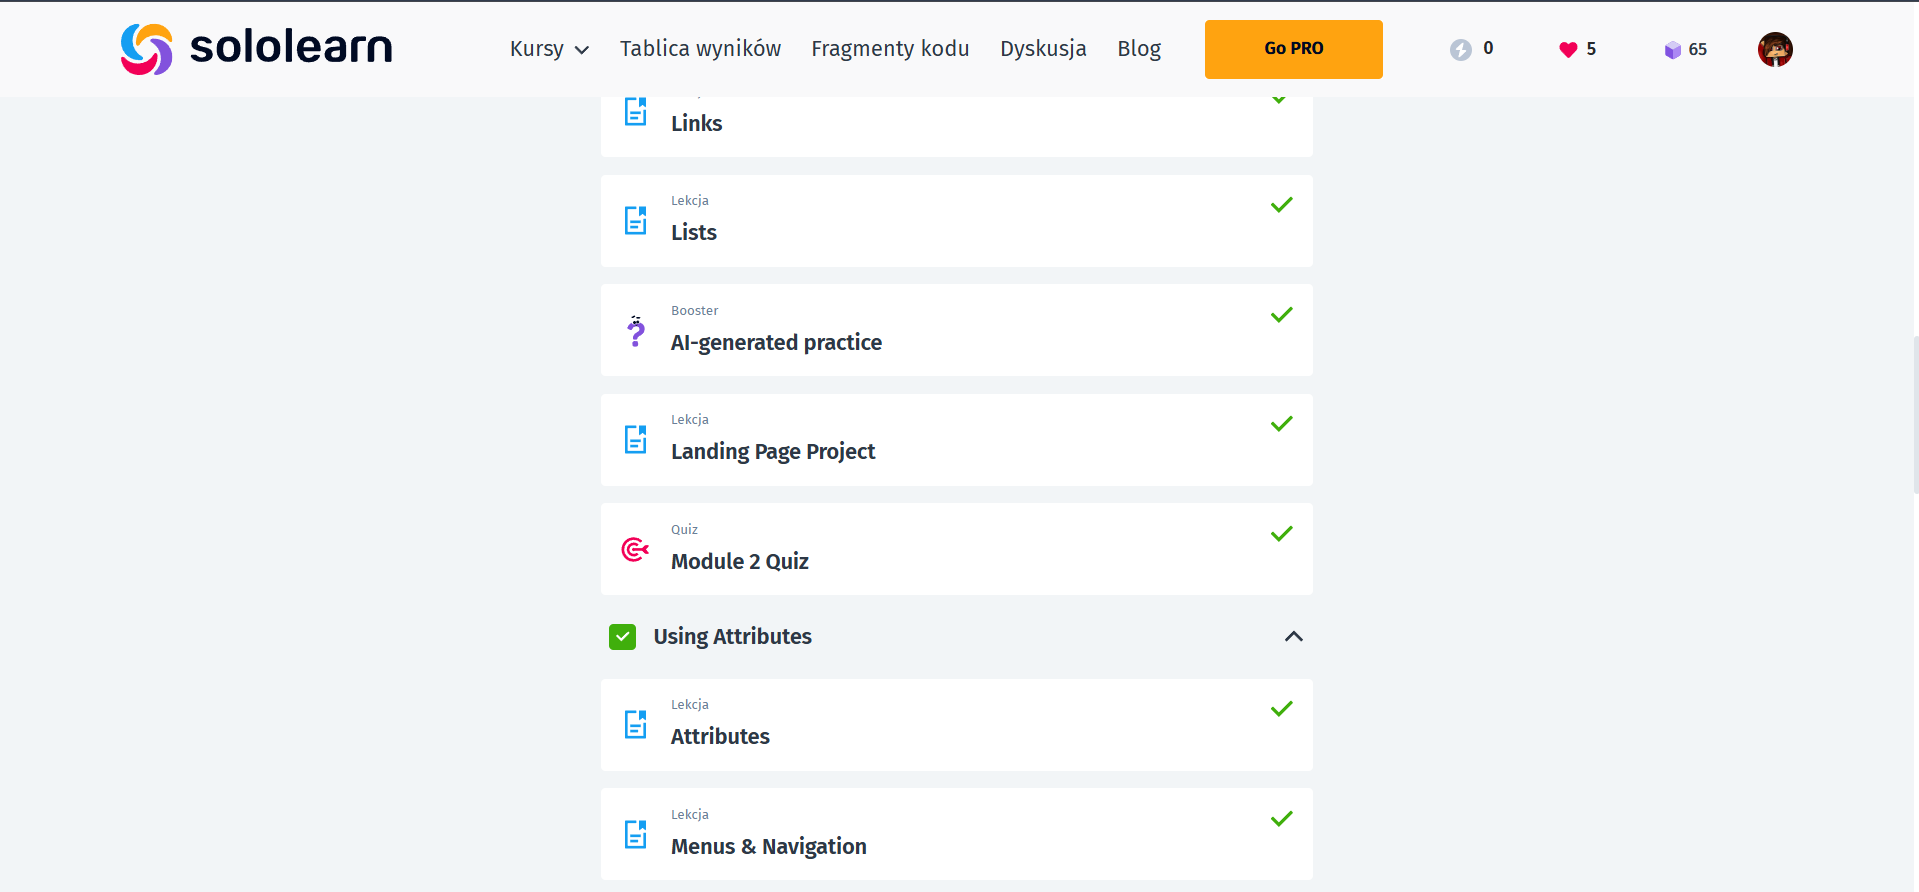 sololearn
Kursy
Tablica wyników
Fragmenty kodu
Dyskusja
Blog
Go PRO
0
5
65
Links
Lekcja
Lists
Booster
AI-generated practice
Lekcja
Landing Page Project
Quiz
Module 2 Quiz
Using Attributes
Lekcja
Attributes
Lekcja
Menus & Navigation